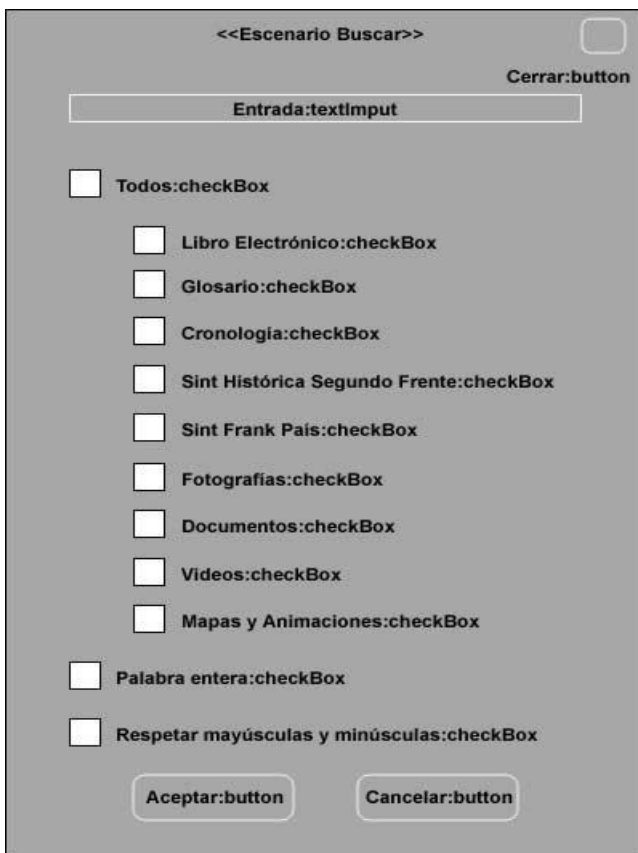 <<Escenario Buscar>>
Cerrar:button
Entrada:textImput
Todos:checkBox
Libro Electrónico:checkBox
Glosario:checkBox
Cronología:checkBox
Sint Histórica Segundo Frente:checkBox
Sint Frank País:checkBox
Fotografías:checkBox
Documentos:checkBox
Videos:checkBox
Mapas y Animaciones:checkBox
Palabra entera:checkBox
Respetar mayúsculas y minúsculas:checkBox
Aceptar:button
Cancelar:button